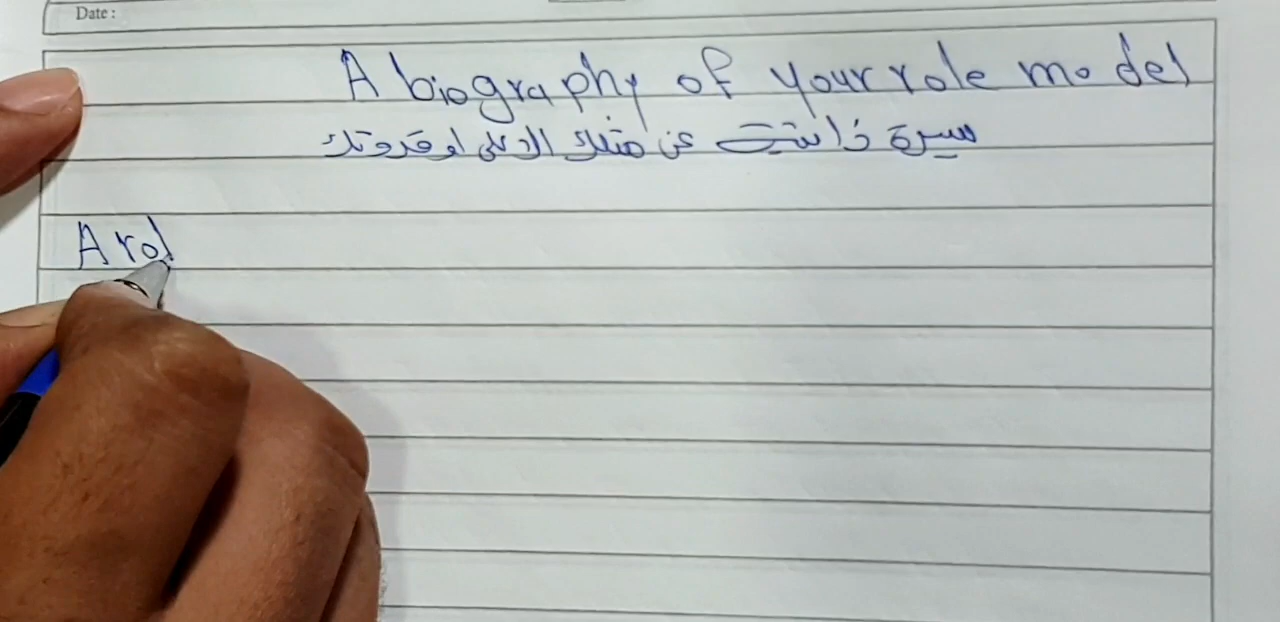 Date :
A biography of your role model
سيرة ذاتية عن مثلك الاعلى او قدوتك
A rol